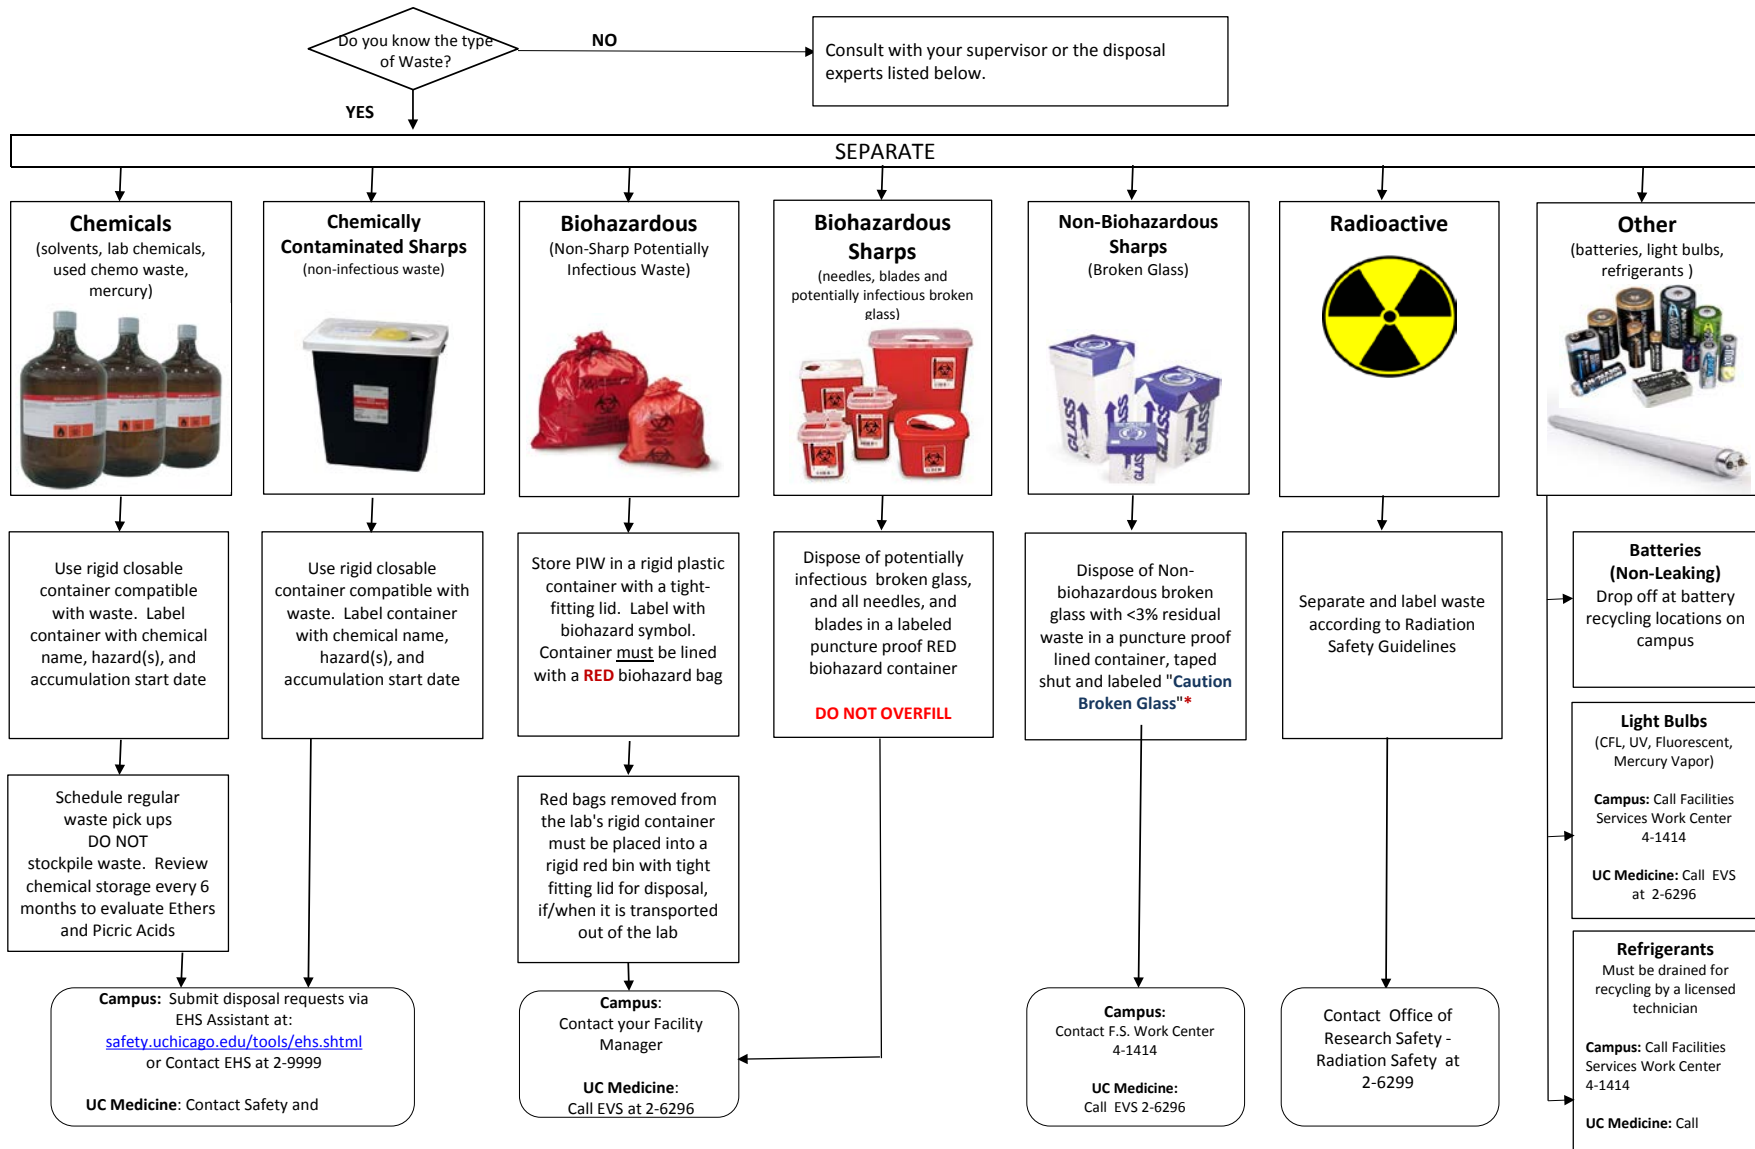 Do you know the type
of Waste?
NO
Consult with your supervisor or the disposal
experts listed below.
YES
SEPARATE
Chemicals
(solvents, lab chemicals,
used chemo waste,
mercury)
Chemically
Contaminated Sharps
(non-infectious waste)
Biohazardous
(Non-Sharp Potentially
Infectious Waste)
Biohazardous
Sharps
(needles, blades and
potentially infectious broken
glass)
Non-Biohazardous
Sharps
(Broken Glass)
GLASS
GLASS
GLASS
Radioactive
Other
(batteries, light bulbs,
refrigerants )
Use rigid closable
container compatible
with waste. Label
container with chemical
name, hazard(s), and
accumulation start date
Use rigid closable
container compatible with
waste. Label container
with chemical name,
hazard(s), and
accumulation start date
Store PIW in a rigid plastic
container with a tight-
fitting lid. Label with
biohazard symbol.
Container must be lined
with a RED biohazard bag
Dispose of potentially
infectious broken glass,
and all needles, and
blades in a labeled
puncture proof RED
biohazard container
DO NOT OVERFILL
Dispose of Non-
biohazardous broken
glass with <3% residual
waste in a puncture proof
lined container, taped
shut and labeled "Caution
Broken Glass"*
Separate and label waste
according to Radiation
Safety Guidelines
Batteries
(Non-Leaking)
Drop off at battery
recycling locations on
campus
Light Bulbs
(CFL, UV, Fluorescent,
Mercury Vapor)
Campus: Call Facilities
Services Work Center
4-1414
UC Medicine: Call EVS
at 2-6296
Refrigerants
Must be drained for
recycling by a licensed
technician
Campus: Call Facilities
Services Work Center
4-1414
UC Medicine: Call
Schedule regular
waste pick ups
DO NOT
stockpile waste. Review
chemical storage every 6
months to evaluate Ethers
and Picric Acids
Red bags removed from
the lab's rigid container
must be placed into a
rigid red bin with tight
fitting lid for disposal,
if/when it is transported
out of the lab
Campus: Submit disposal requests via
EHS Assistant at:
safety.uchicago.edu/tools/ehs.shtml
or Contact EHS at 2-9999
UC Medicine: Contact Safety and
Campus:
Contact your Facility
Manager
UC Medicine:
Call EVS at 2-6296
Campus:
Contact F.S. Work Center
4-1414
UC Medicine:
Call EVS 2-6296
Contact Office of
Research Safety -
Radiation Safety at
2-6299